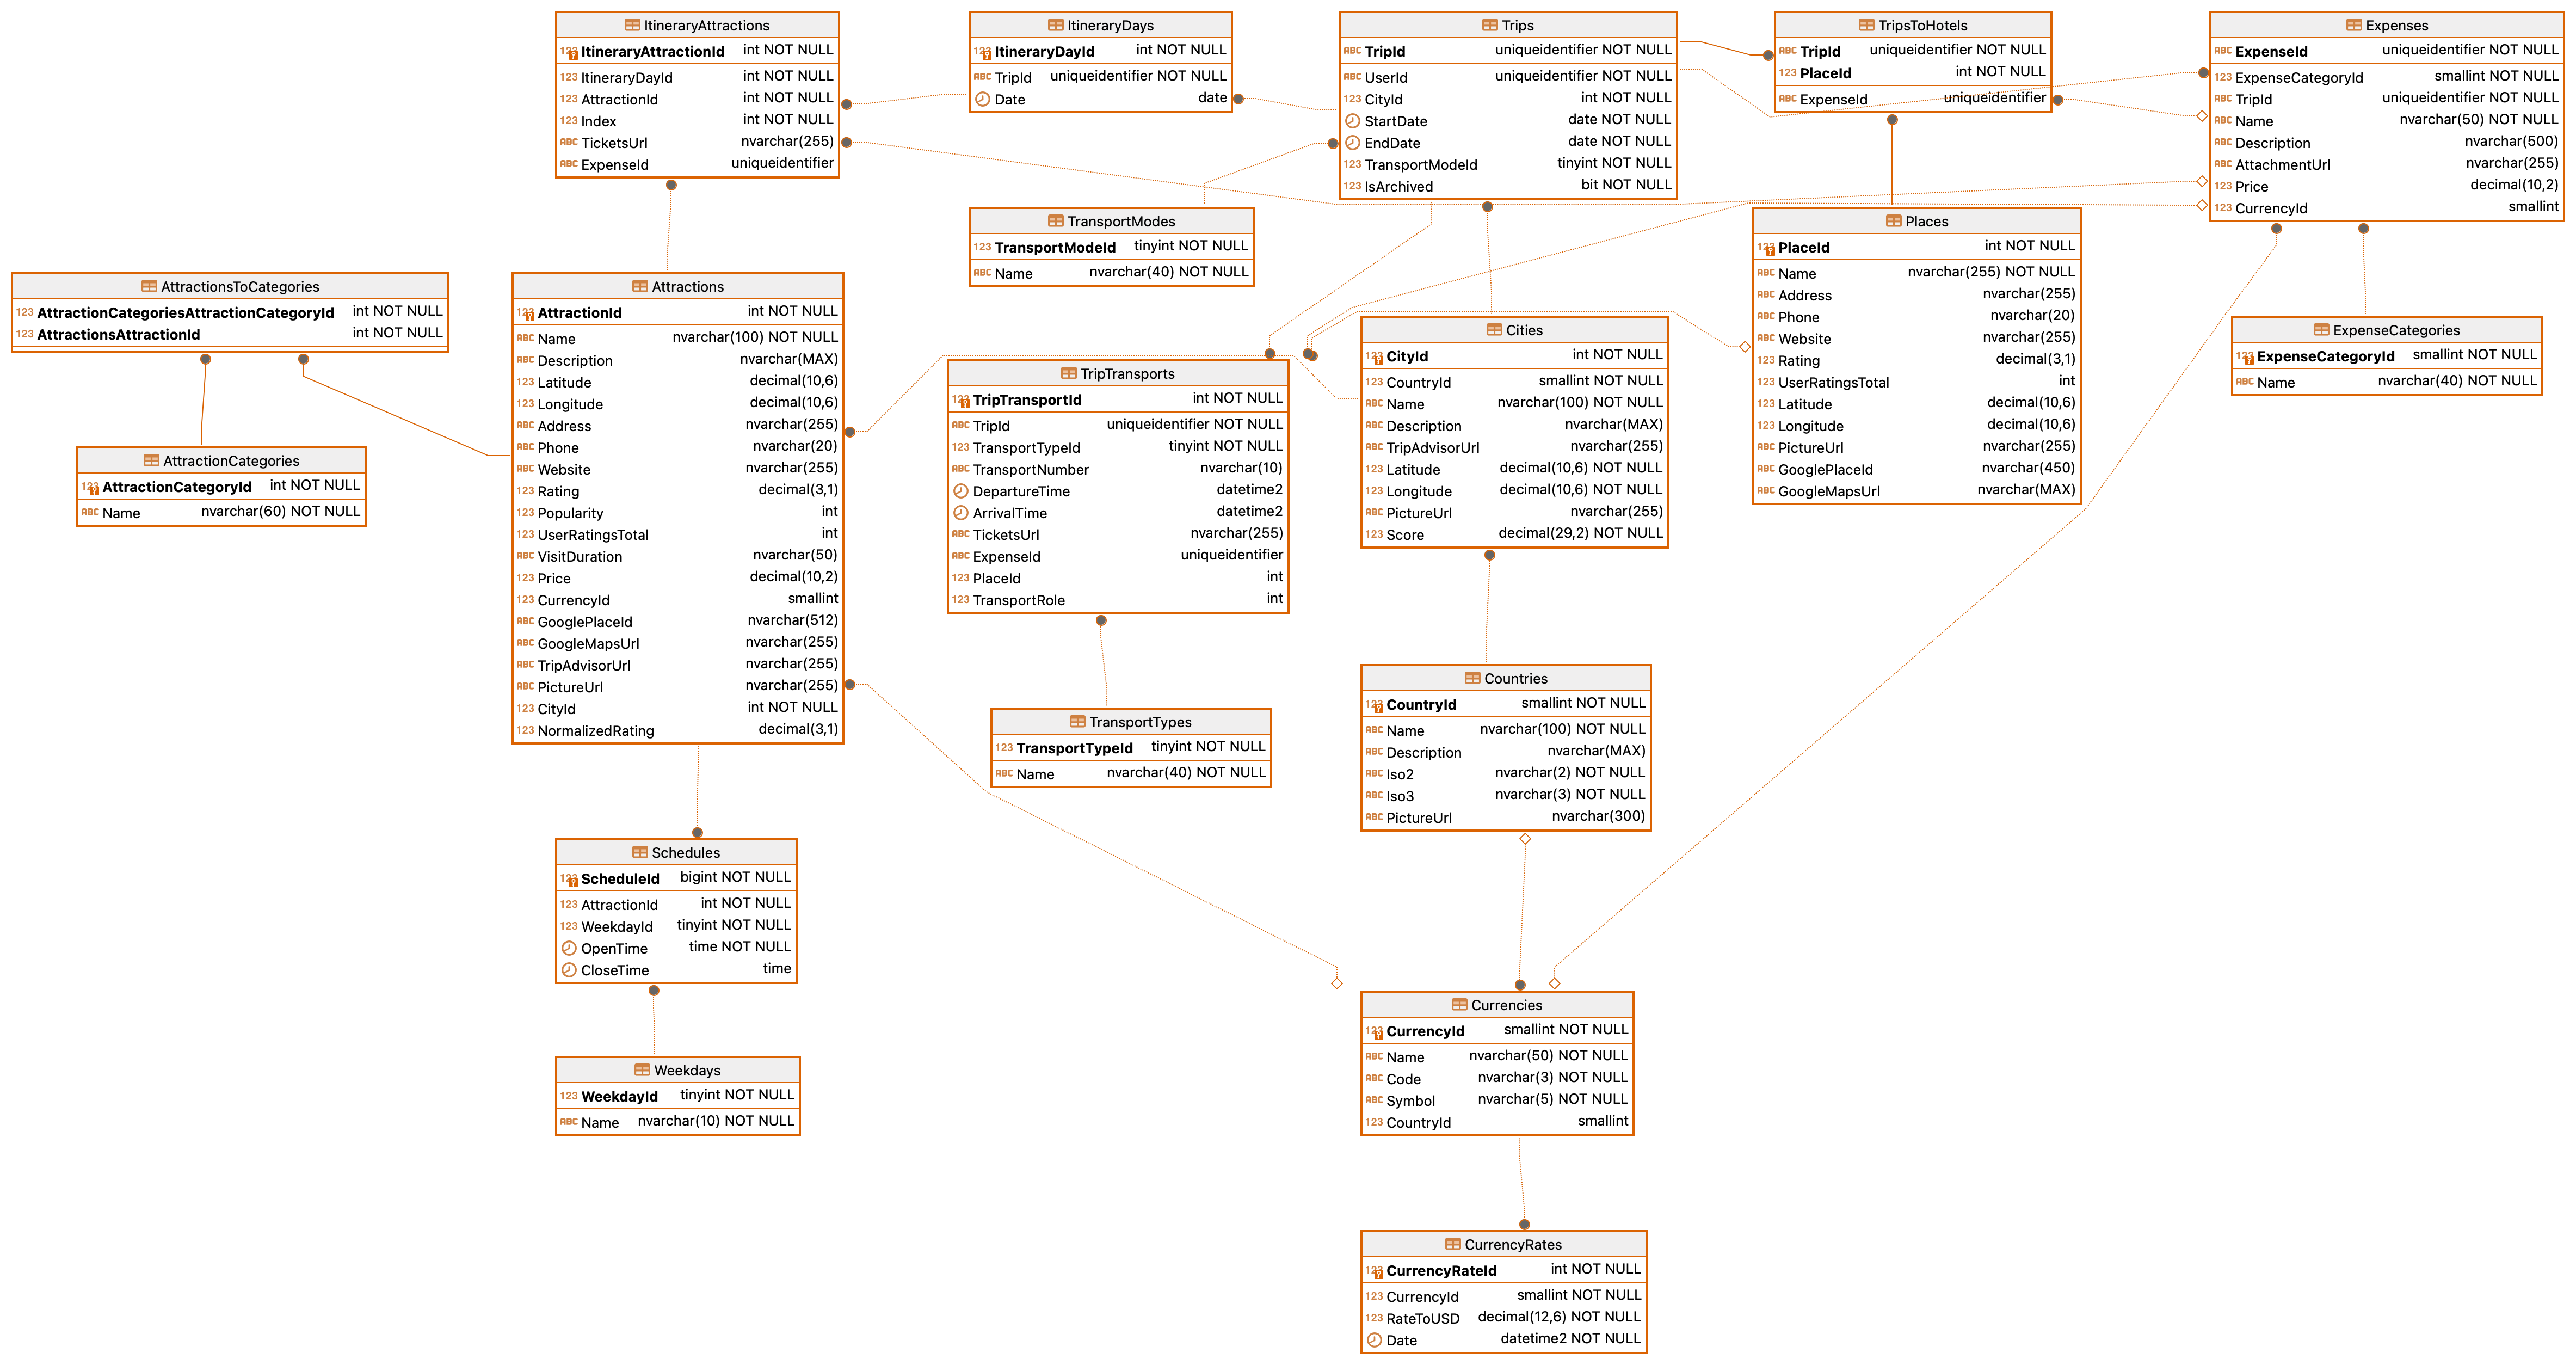 ItineraryAttractions
123 ItineraryAttractionId int NOT NULL
123 ItineraryDayId int NOT NULL
123 AttractionId int NOT NULL
123 Index int NOT NULL
ABC TicketsUrl nvarchar(255)
ABC ExpenseId uniqueidentifier
ItineraryDays
123 ItineraryDayId int NOT NULL
ABC TripId uniqueidentifier NOT NULL
Date date
Trips
ABC TripId uniqueidentifier NOT NULL
ABC UserId uniqueidentifier NOT NULL
123 CityId int NOT NULL
StartDate date NOT NULL
EndDate date NOT NULL
123 TransportModeId tinyint NOT NULL
123 IsArchived bit NOT NULL
TripsToHotels
ABC TripId uniqueidentifier NOT NULL
123 PlaceId int NOT NULL
ABC ExpenseId uniqueidentifier
Expenses
ABC ExpenseId uniqueidentifier NOT NULL
123 ExpenseCategoryId smallint NOT NULL
ABC TripId uniqueidentifier NOT NULL
ABC Name nvarchar(50) NOT NULL
ABC Description nvarchar(500)
ABC AttachmentUrl nvarchar(255)
123 Price decimal(10,2)
123 CurrencyId smallint
TransportModes
123 TransportModeId tinyint NOT NULL
ABC Name nvarchar(40) NOT NULL
Places
123 PlaceId int NOT NULL
ABC Name nvarchar(255) NOT NULL
ABC Address nvarchar(255)
ABC Phone nvarchar(20)
ABC Website nvarchar(255)
123 Rating decimal(3,1)
123 UserRatingsTotal int
123 Latitude decimal(10,6)
123 Longitude decimal(10,6)
ABC PictureUrl nvarchar(255)
ABC GooglePlaceId nvarchar(450)
ABC GoogleMapsUrl nvarchar(MAX)
AttractionsToCategories
123 AttractionCategoriesAttractionCategoryId int NOT NULL
123 AttractionsAttractionId int NOT NULL
Attractions
123 AttractionId int NOT NULL
ABC Name nvarchar(100) NOT NULL
ABC Description nvarchar(MAX)
123 Latitude decimal(10,6)
123 Longitude decimal(10,6)
ABC Address nvarchar(255)
ABC Phone nvarchar(20)
ABC Website nvarchar(255)
123 Rating decimal(3,1)
123 Popularity int
123 UserRatingsTotal int
ABC VisitDuration nvarchar(50)
123 Price decimal(10,2)
123 CurrencyId smallint
ABC GooglePlaceId nvarchar(512)
ABC GoogleMapsUrl nvarchar(255)
ABC TripAdvisorUrl nvarchar(255)
ABC PictureUrl nvarchar(255)
123 CityId int NOT NULL
123 NormalizedRating decimal(3,1)
Cities
123 CityId int NOT NULL
123 CountryId smallint NOT NULL
ABC Name nvarchar(100) NOT NULL
ABC Description nvarchar(MAX)
ABC TripAdvisorUrl nvarchar(255)
123 Latitude decimal(10,6) NOT NULL
123 Longitude decimal(10,6) NOT NULL
ABC PictureUrl nvarchar(255)
123 Score decimal(29,2) NOT NULL
ExpenseCategories
123 ExpenseCategoryId smallint NOT NULL
ABC Name nvarchar(40) NOT NULL
TripTransports
123 TripTransportId int NOT NULL
ABC TripId uniqueidentifier NOT NULL
123 TransportTypeId tinyint NOT NULL
ABC TransportNumber nvarchar(10)
DepartureTime datetime2
ArrivalTime datetime2
ABC TicketsUrl nvarchar(255)
ABC ExpenseId uniqueidentifier
123 PlaceId int
123 TransportRole int
AttractionCategories
123 AttractionCategoryId int NOT NULL
ABC Name nvarchar(60) NOT NULL
Countries
123 CountryId smallint NOT NULL
ABC Name nvarchar(100) NOT NULL
ABC Description nvarchar(MAX)
ABC Iso2 nvarchar(2) NOT NULL
ABC Iso3 nvarchar(3) NOT NULL
ABC PictureUrl nvarchar(300)
TransportTypes
123 TransportTypeId tinyint NOT NULL
ABC Name nvarchar(40) NOT NULL
Schedules
123 ScheduleId bigint NOT NULL
123 AttractionId int NOT NULL
123 WeekdayId tinyint NOT NULL
OpenTime time NOT NULL
CloseTime time
Currencies
123 CurrencyId smallint NOT NULL
ABC Name nvarchar(50) NOT NULL
ABC Code nvarchar(3) NOT NULL
ABC Symbol nvarchar(5) NOT NULL
123 CountryId smallint
Weekdays
123 WeekdayId tinyint NOT NULL
ABC Name nvarchar(10) NOT NULL
CurrencyRates
123 CurrencyRateId int NOT NULL
123 CurrencyId smallint NOT NULL
123 RateToUSD decimal(12,6) NOT NULL
Date datetime2 NOT NULL